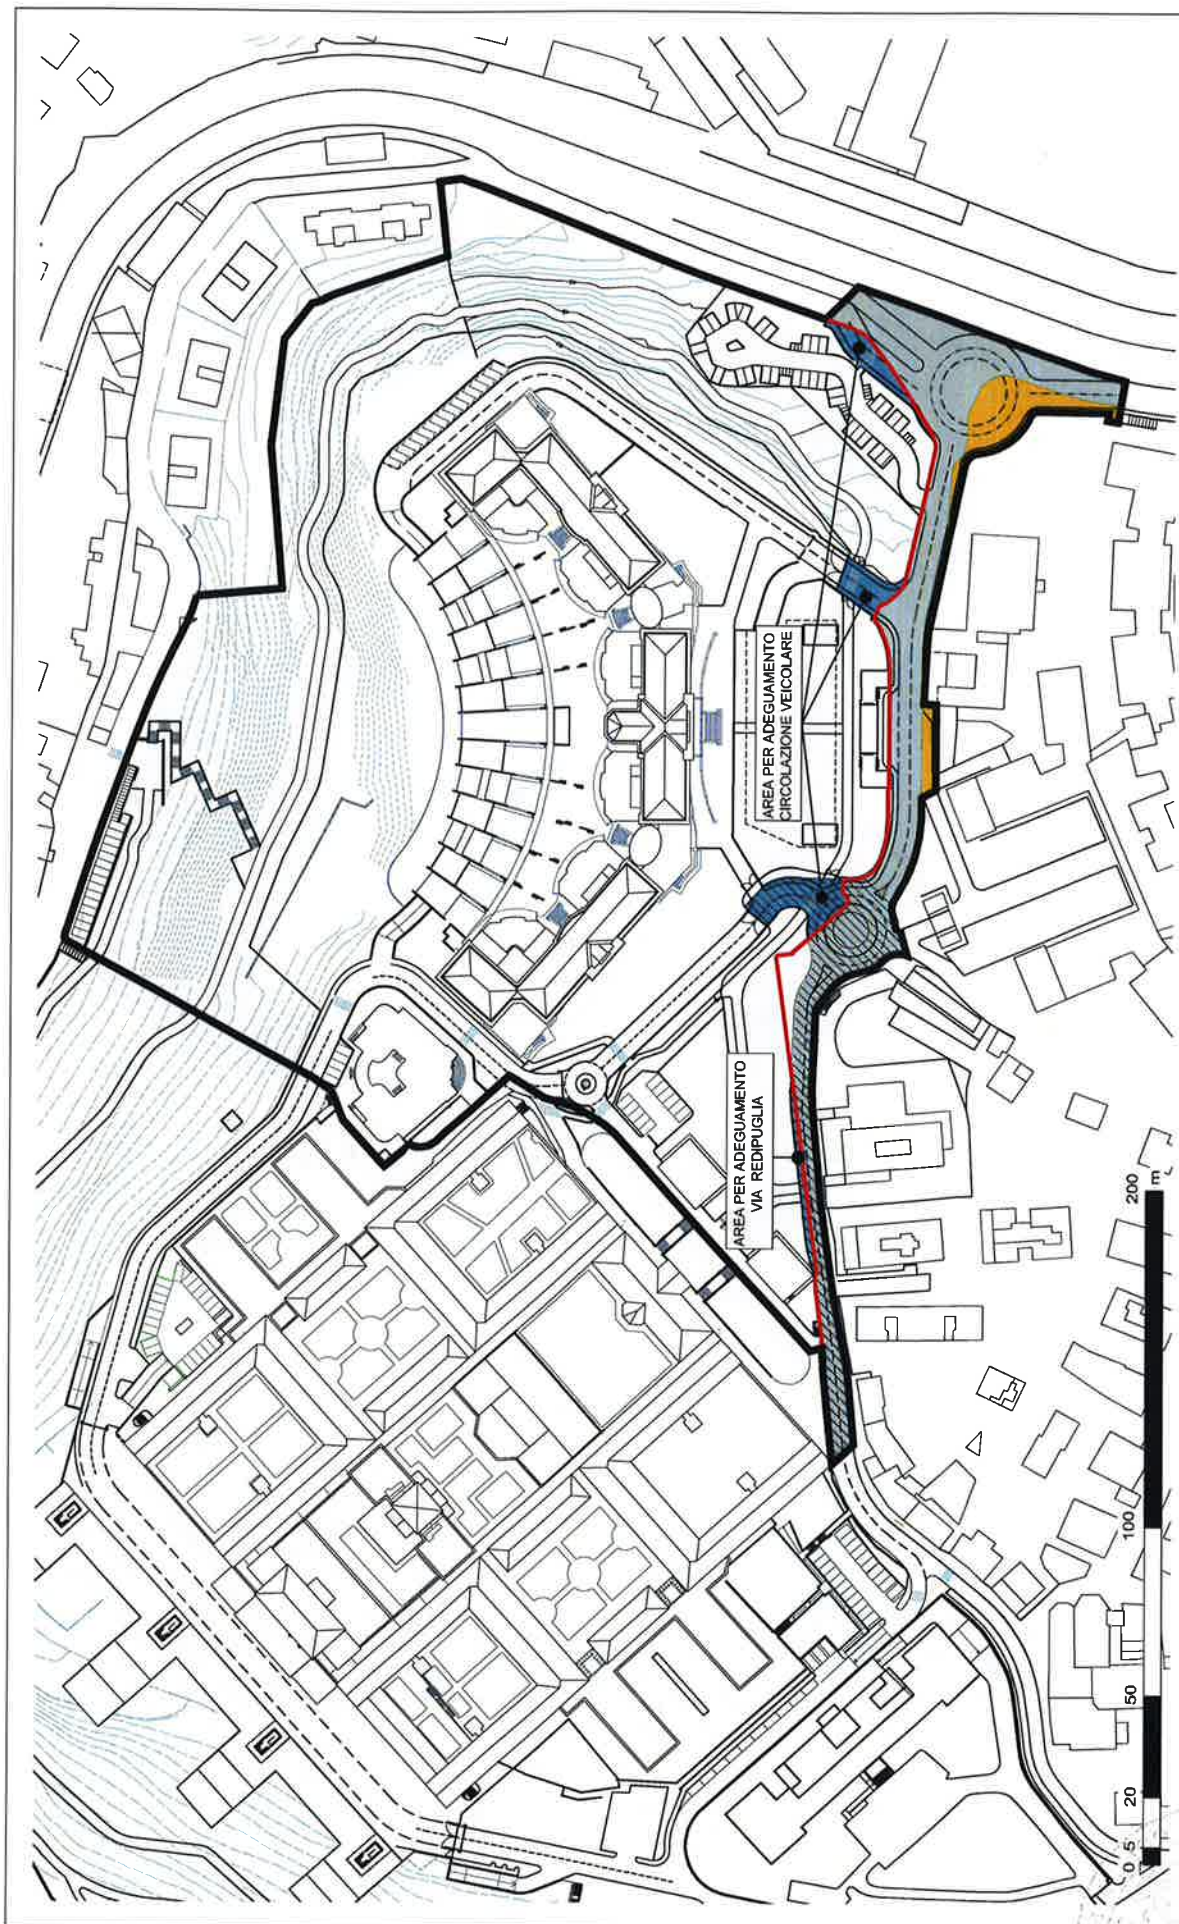 AREA PER ADEGUAMENTO
CIRCOLAZIONE VEICOLARE
AREA PER ADEGUAMENTO
VIA REDIPUGLIA
0 5 20 50 100 200
m